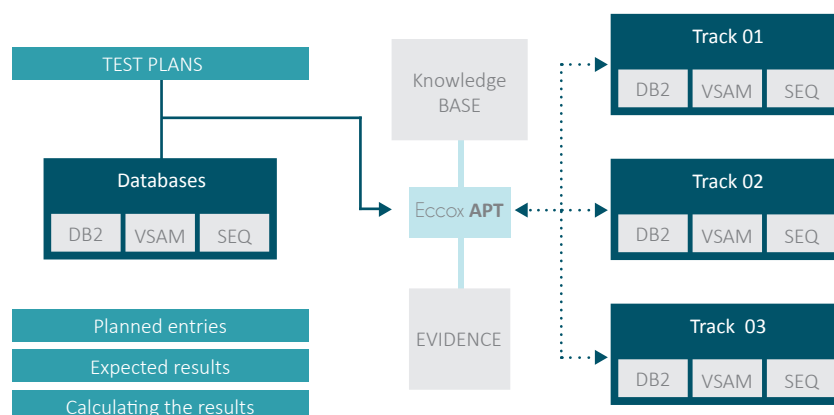 TEST PLANS
Databases
DB2 VSAM SEQ
Planned entries
Expected results
Calculating the results
Knowledge
BASE
Eccox APT
EVIDENCE
Track 01
DB2 VSAM SEQ
Track 02
DB2 VSAM SEQ
Track 03
DB2 VSAM SEQ